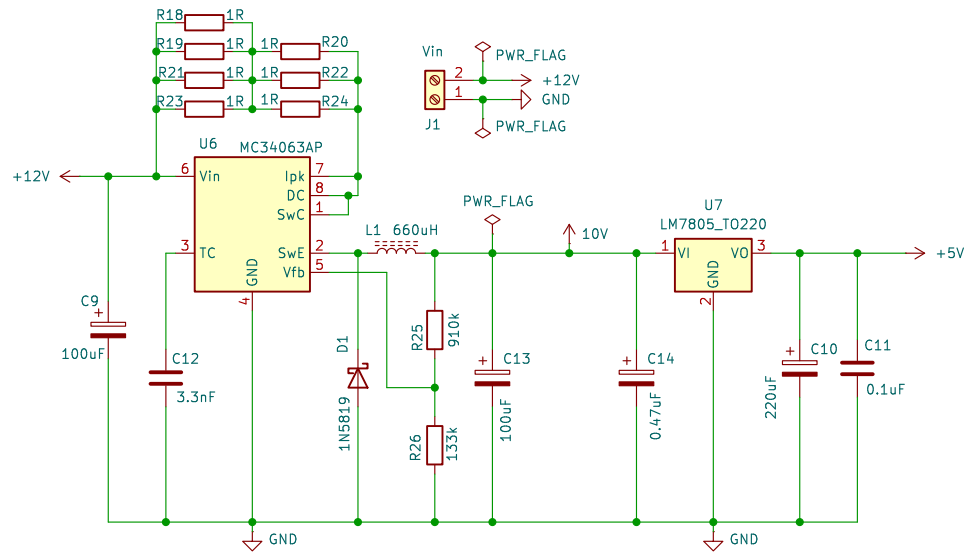 R18 1R
R19 1R 1R R20
R21 1R 1R R22
R23 1R 1R R24
Vin
PWR_FLAG
2 +12V
1 GND
J1 PWR_FLAG
U6 MC34063AP
+12V
6 Vin Ipk 7
DC 8
SwC 1
3 TC SwE 2
Vfb 5
GND
4
L1 660uH
PWR_FLAG
10V
U7
LM7805_TO220
1 VI VO 3
GND
2
+5V
C9
+
100uF
C12
3.3nF
D1
1N5819
R25
910k
R26
133k
+
C13
100uF
+
C14
0.47uF
+
C10
220uF
C11
0.1uF
GND
GND